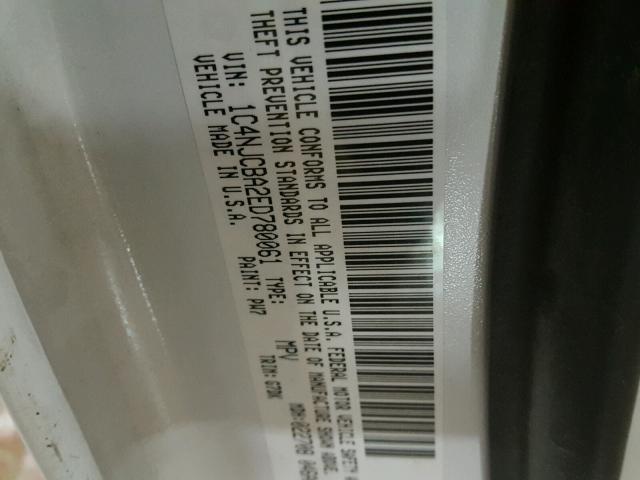 THIS VEHICLE CONFORMS TO ALL APPLICABLE U.S.A. FEDERAL MOTOR VEHICLE SAFETY
THEFT PREVENTION STANDARDS IN EFFECT ON THE DATE OF MANUFACTURE SHOWN ABOVE.
VIN: 1C4NJCBA2ED780061 TYPE: MPV
VEHICLE MADE IN U.S.A. PAINT: PW7 TRIM: